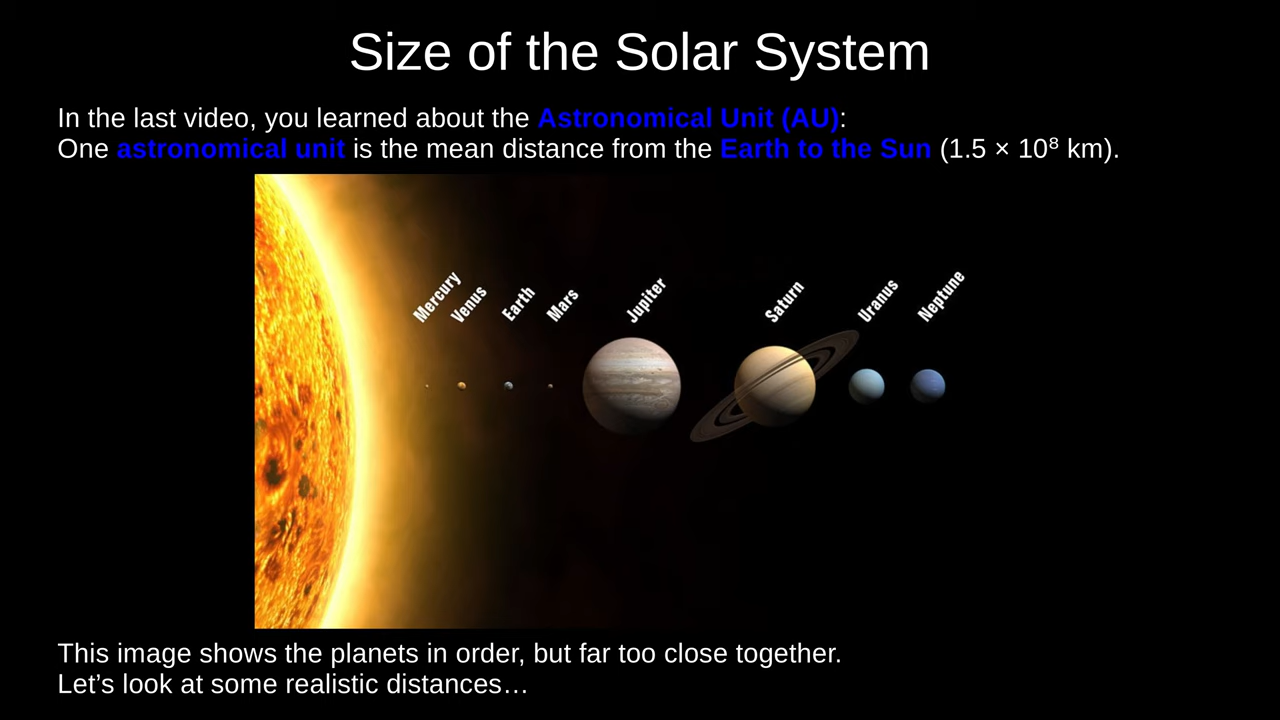 Size of the Solar System
In the last video, you learned about the Astronomical Unit (AU):
One astronomical unit is the mean distance from the Earth to the Sun (1.5 × 10⁸ km).
Mercury
Venus
Earth
Mars
Jupiter
Saturn
Uranus
Neptune
This image shows the planets in order, but far too close together.
Let’s look at some realistic distances…